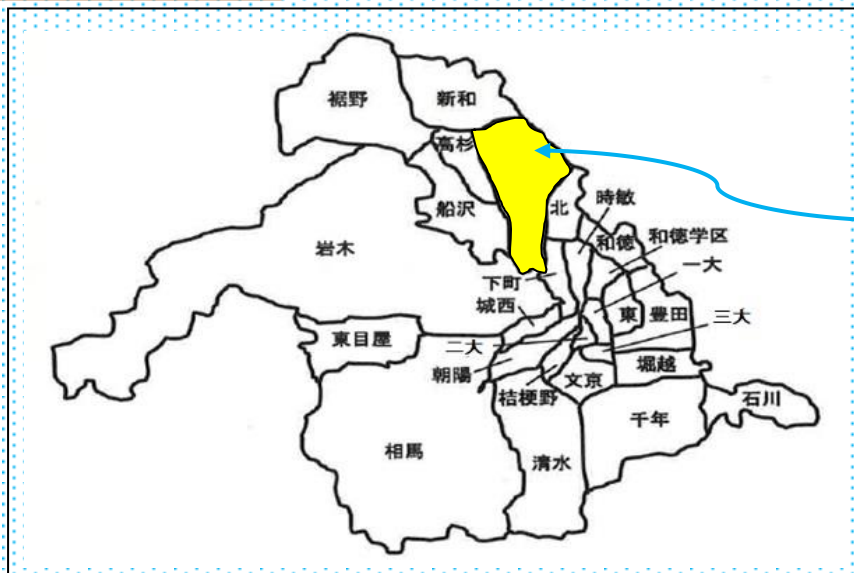 裾野
新和
高杉
船沢
北
時敏
和徳
和徳学区
岩木
下町
一大
城西
東
豊田
三大
東目屋
二大
朝陽
堀越
文京
桔梗野
石川
千年
相馬
清水